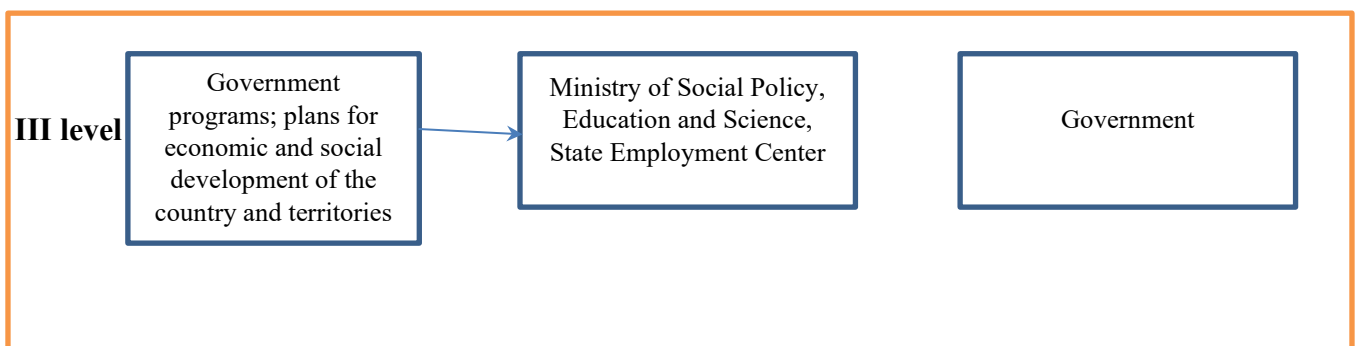 III level
Government
programs; plans for
economic and social
development of the
country and territories
Ministry of Social Policy,
Education and Science,
State Employment Center
Government